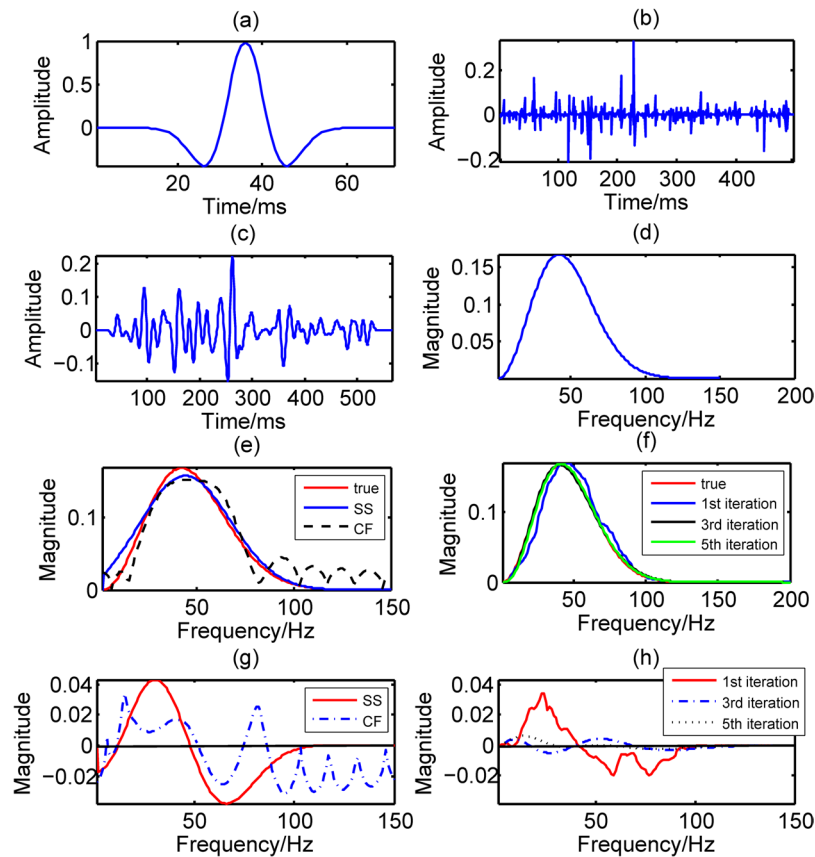 (a)
Amplitude
1
0.5
0
20
40
60
Time/ms
(b)
Amplitude
0.2
0
−0.2
100
200
300
400
Time/ms
(c)
Amplitude
0.2
0.1
0
−0.1
100
200
300
400
500
Time/ms
(d)
Magnitude
0.15
0.1
0.05
50
100
150
200
Frequency/Hz
(e)
Magnitude
0.1
0
50
100
150
Frequency/Hz
true
SS
CF
(f)
Magnitude
0.1
0
50
100
150
200
Frequency/Hz
true
1st iteration
3rd iteration
5th iteration
(g)
Magnitude
0.04
0.02
0
−0.02
0
50
100
150
Frequency/Hz
SS
CF
(h)
Magnitude
0.04
0.02
0
−0.02
50
100
150
Frequency/Hz
1st iteration
3rd iteration
5th iteration